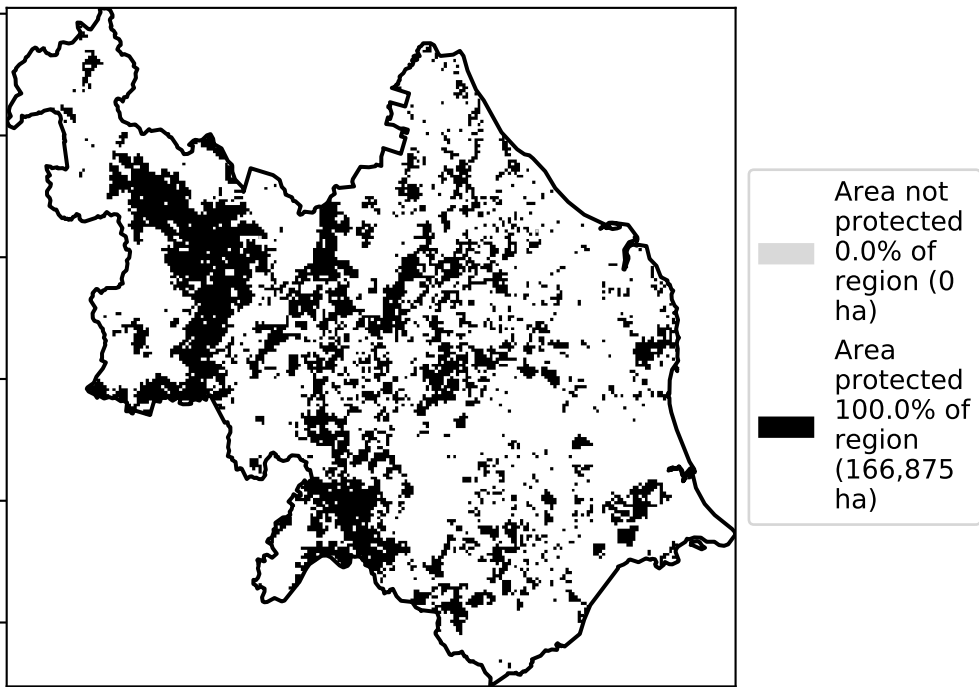 Area not
protected
0.0% of
region (0
ha)
Area
protected
100.0% of
region
(166,875
ha)